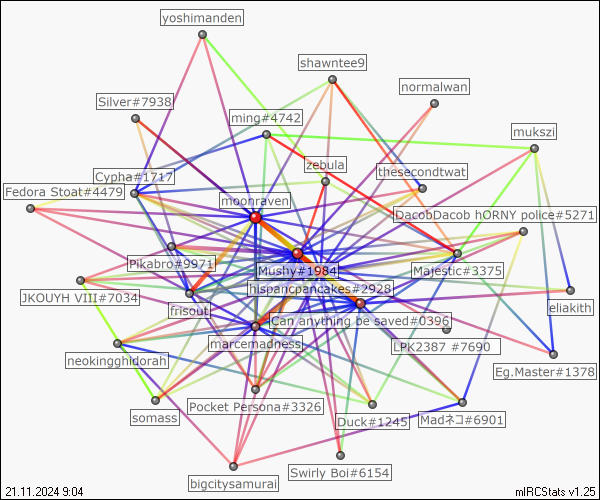 yoshimanden
shawntee9
normalwan
Silver#7938
ming#4742
mukszi
zebula
thesecondtwat
Cypha#1717
Fedora Stoat#4479
moonraven
DacobDacob hORNY police#5271
Pikabro#9971
Mushy#1984
Majestic#3375
hispanicpancakes#2928
JKOUYH VIII#7034
frisout
eliakith
Can anything be saved#0396
marcemadness
LPK2387 #7690
neokingghidorah
Eg.Master#1378
somass
Pocket Persona#3326
Duck#1245
Madネコ#6901
Swirly Boi#6154
bigcitysamurai
21.11.2024 9:04
mIRCStats v1.25